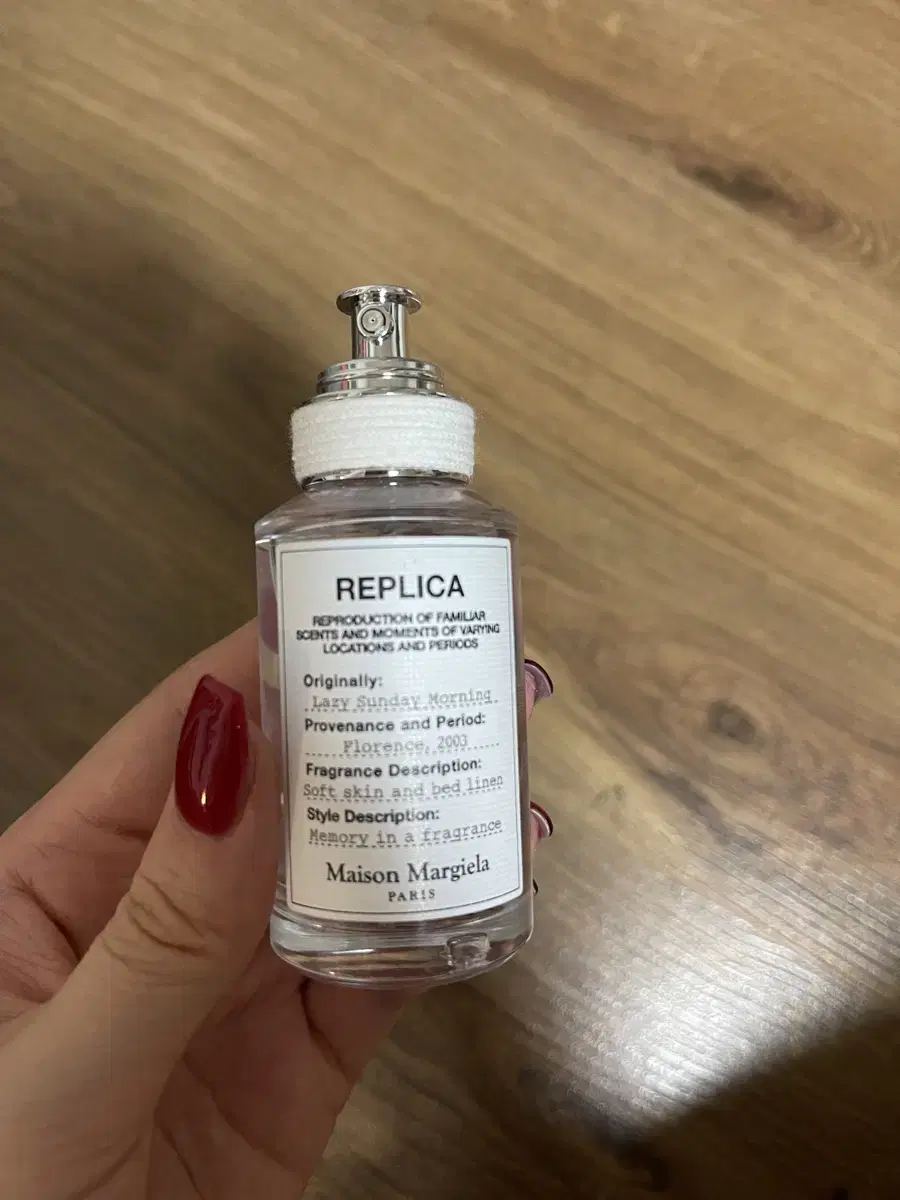 REPLICA
REPRODUCTION OF FAMILIAR
SCENTS AND MOMENTS OF VARYING
LOCATIONS AND PERIODS
Originally:
Lazy Sunday Morning
Provenance and Period:
Florence, 2003
Fragrance Description:
Soft skin and bed linen
Style Description:
Memory in a fragrance
Maison Margiela
PARIS